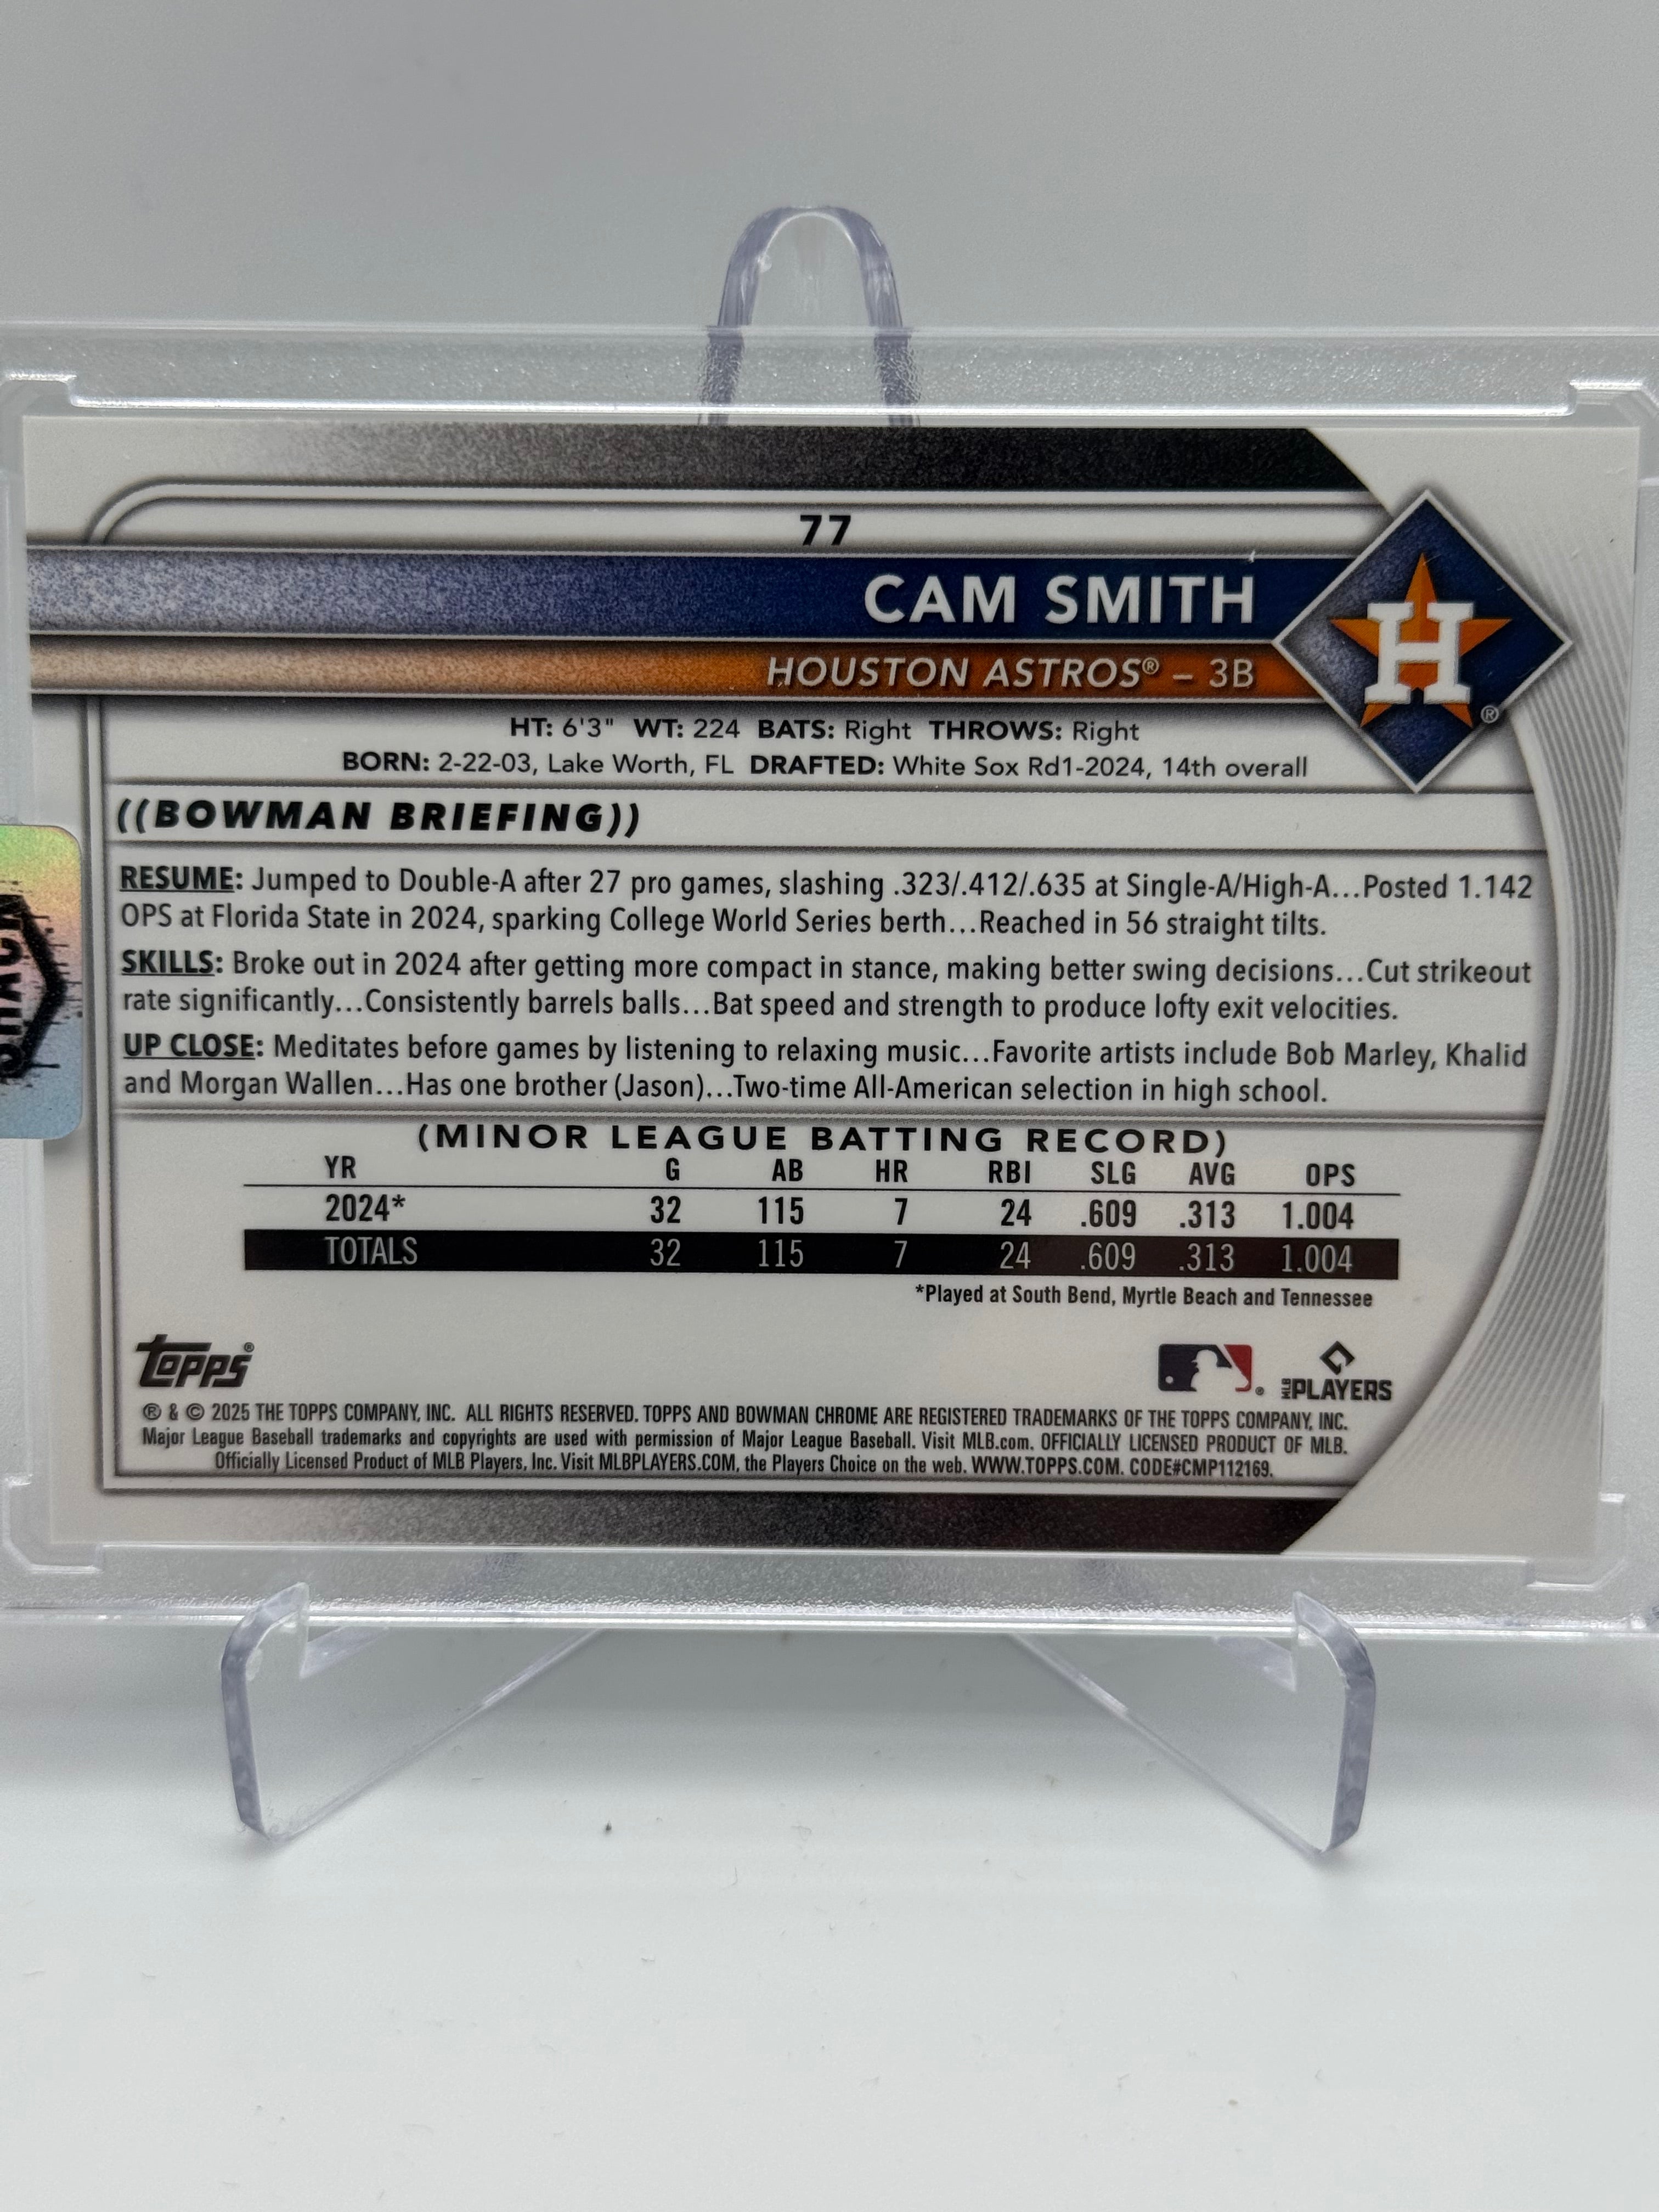 77
CAM SMITH
HOUSTON ASTROS® – 3B
H
®
HT: 6'3" WT: 224 BATS: Right THROWS: Right
BORN: 2-22-03, Lake Worth, FL DRAFTED: White Sox Rd1-2024, 14th overall
((BOWMAN BRIEFING))
RESUME: Jumped to Double-A after 27 pro games, slashing .323/.412/.635 at Single-A/High-A...Posted 1.142
OPS at Florida State in 2024, sparking College World Series berth...Reached in 56 straight tilts.
SKILLS: Broke out in 2024 after getting more compact in stance, making better swing decisions...Cut strikeout
rate significantly...Consistently barrels balls...Bat speed and strength to produce lofty exit velocities.
UP CLOSE: Meditates before games by listening to relaxing music...Favorite artists include Bob Marley, Khalid
and Morgan Wallen...Has one brother (Jason)...Two-time All-American selection in high school.
(MINOR LEAGUE BATTING RECORD)
YR G AB HR RBI SLG AVG OPS
2024* 32 115 7 24 .609 .313 1.004
TOTALS 32 115 7 24 .609 .313 1.004
*Played at South Bend, Myrtle Beach and Tennessee
Topps®
®
MLB PLAYERS
® & © 2025 THE TOPPS COMPANY, INC. ALL RIGHTS RESERVED. TOPPS AND BOWMAN CHROME ARE REGISTERED TRADEMARKS OF THE TOPPS COMPANY, INC.
Major League Baseball trademarks and copyrights are used with permission of Major League Baseball. Visit MLB.com. OFFICIALLY LICENSED PRODUCT OF MLB.
Officially Licensed Product of MLB Players, Inc. Visit MLBPLAYERS.COM, the Players Choice on the web. WWW.TOPPS.COM. CODE#CMP112169.